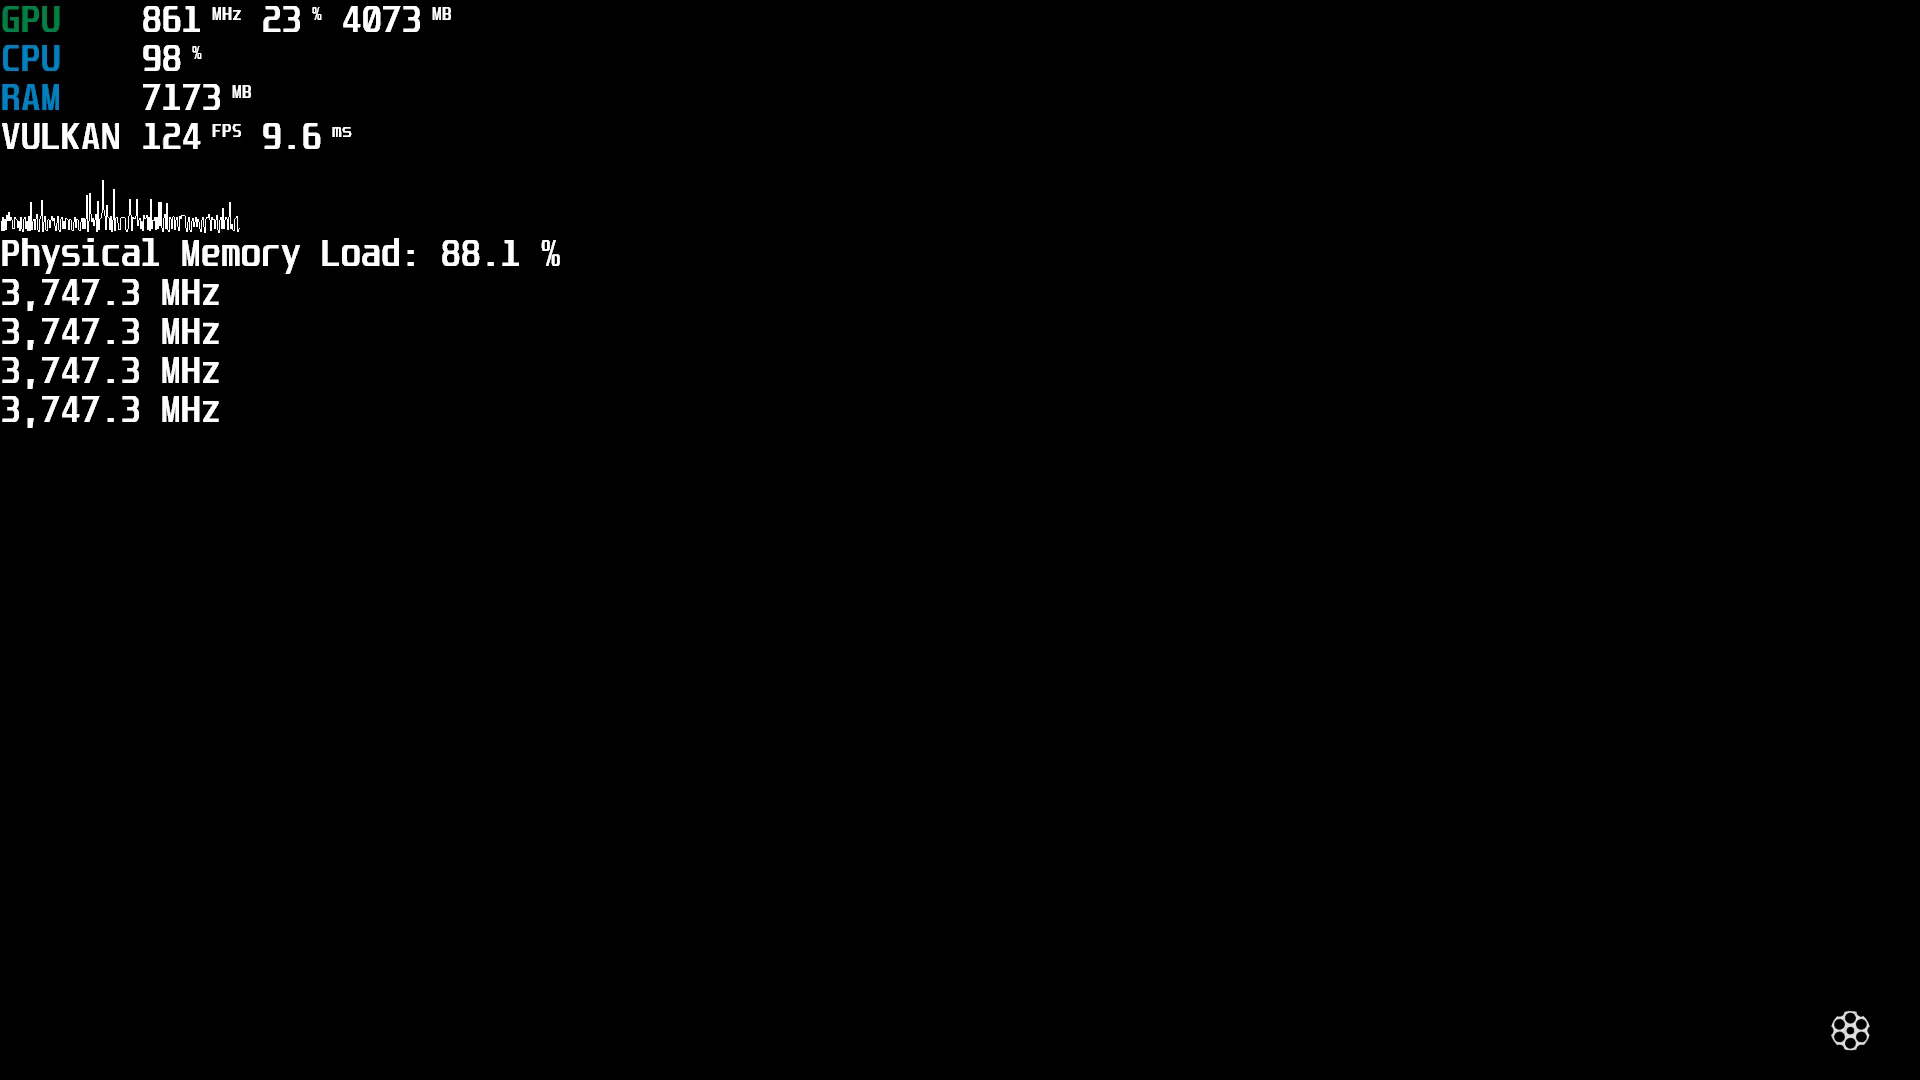 GPU 861 MHz 23 % 4073 MB
CPU 98 %
RAM 7173 MB
VULKAN 124 FPS 9.6 ms
Physical Memory Load: 88.1 %
3,747.3 MHz
3,747.3 MHz
3,747.3 MHz
3,747.3 MHz